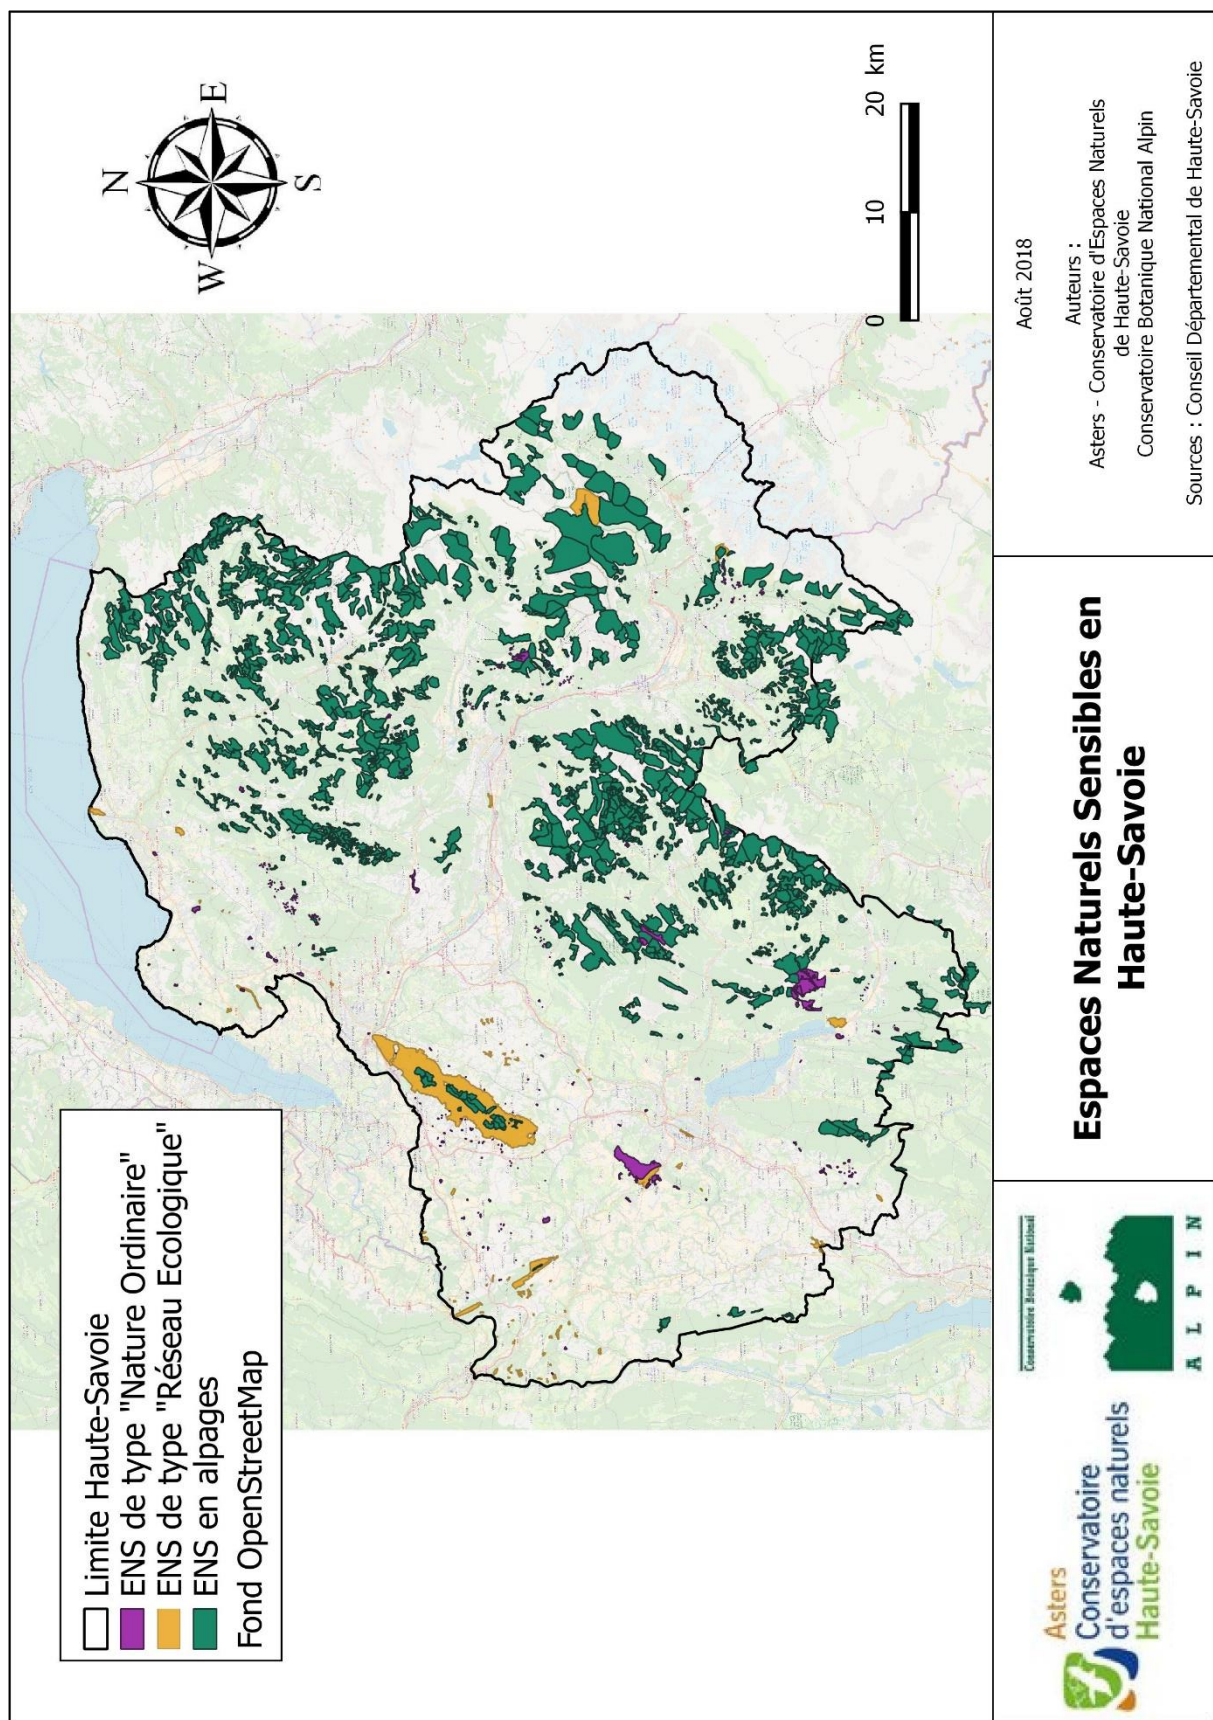 N
W
E
S
Limite Haute-Savoie
ENS de type "Nature Ordinaire"
ENS de type "Réseau Ecologique"
ENS en alpages
Fond OpenStreetMap
0 10 20 km
Asters
Conservatoire
d'espaces naturels
Haute-Savoie
Conservatoire Botanique National
ALPIN
Espaces Naturels Sensibles en
Haute-Savoie
Août 2018
Auteurs :
Asters - Conservatoire d'Espaces Naturels
de Haute-Savoie
Conservatoire Botanique National Alpin
Sources : Conseil Départemental de Haute-Savoie